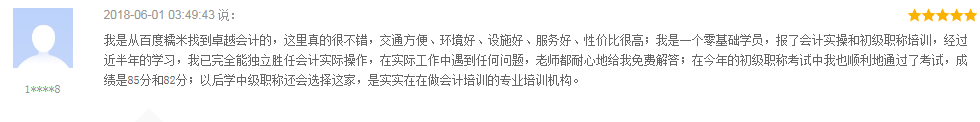 2018-06-01 03:49:43 说：
我是从百度糯米找到卓越会计的，这里真的很不错，交通方便、环境好、设施好、服务好、性价比很高；我是一个零基础学员，报了会计实操和初级职称培训，经过
近半年的学习，我已完全能独立胜任会计实际操作，在实际工作中遇到任何问题，老师都耐心地给我免费解答；在今年的初级职称考试中我也顺利地通过了考试，成
绩是85分和82分；以后学中级职称还会选择这家，是实实在在做会计培训的专业培训机构。
1****8